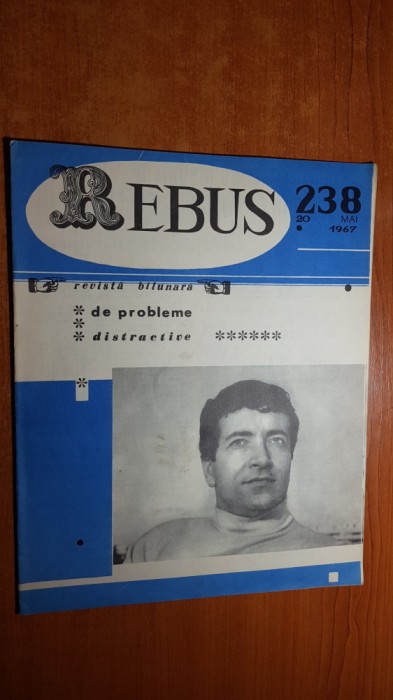 REBUS
238
20 MAI
1967
revistă bilunară
* de probleme
*
* distractive ******
*